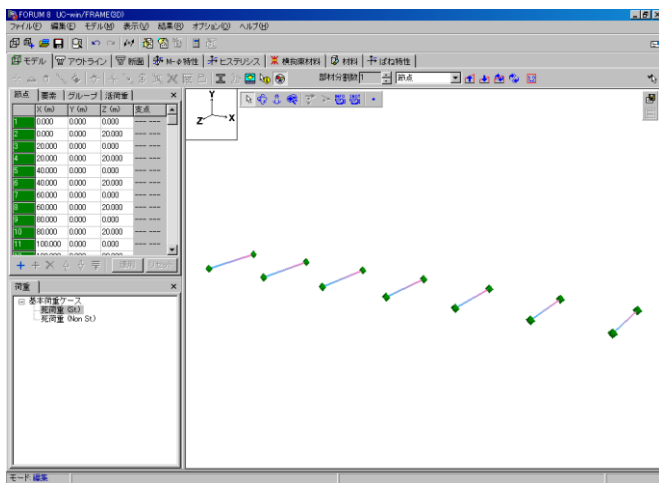 FORUM 8 UC-win/FRAME(3D)
ファイル(F) 編集(E) モデル(M) 表示(V) 結果(R) オプション(O) ヘルプ(H)
モデル アウトライン 断面 M-φ特性 ヒステリシス 横拘束材料 材料 ばね特性
部材分割数 1 節点
節点 要素 グループ 活荷重
X (m) Y (m) Z (m) 支点
1 0.000 0.000 0.000 --- ---
2 0.000 0.000 20.000 --- ---
3 20.000 0.000 0.000 --- ---
4 20.000 0.000 20.000 --- ---
5 40.000 0.000 0.000 --- ---
6 40.000 0.000 20.000 --- ---
7 60.000 0.000 0.000 --- ---
8 60.000 0.000 20.000 --- ---
9 80.000 0.000 0.000 --- ---
10 80.000 0.000 20.000 --- ---
11 100.000 0.000 0.000 --- ---
適用 リセット
荷重
基本荷重ケース
死荷重 (St)
死荷重 (Non St)
Y
Z X
モード: 編集